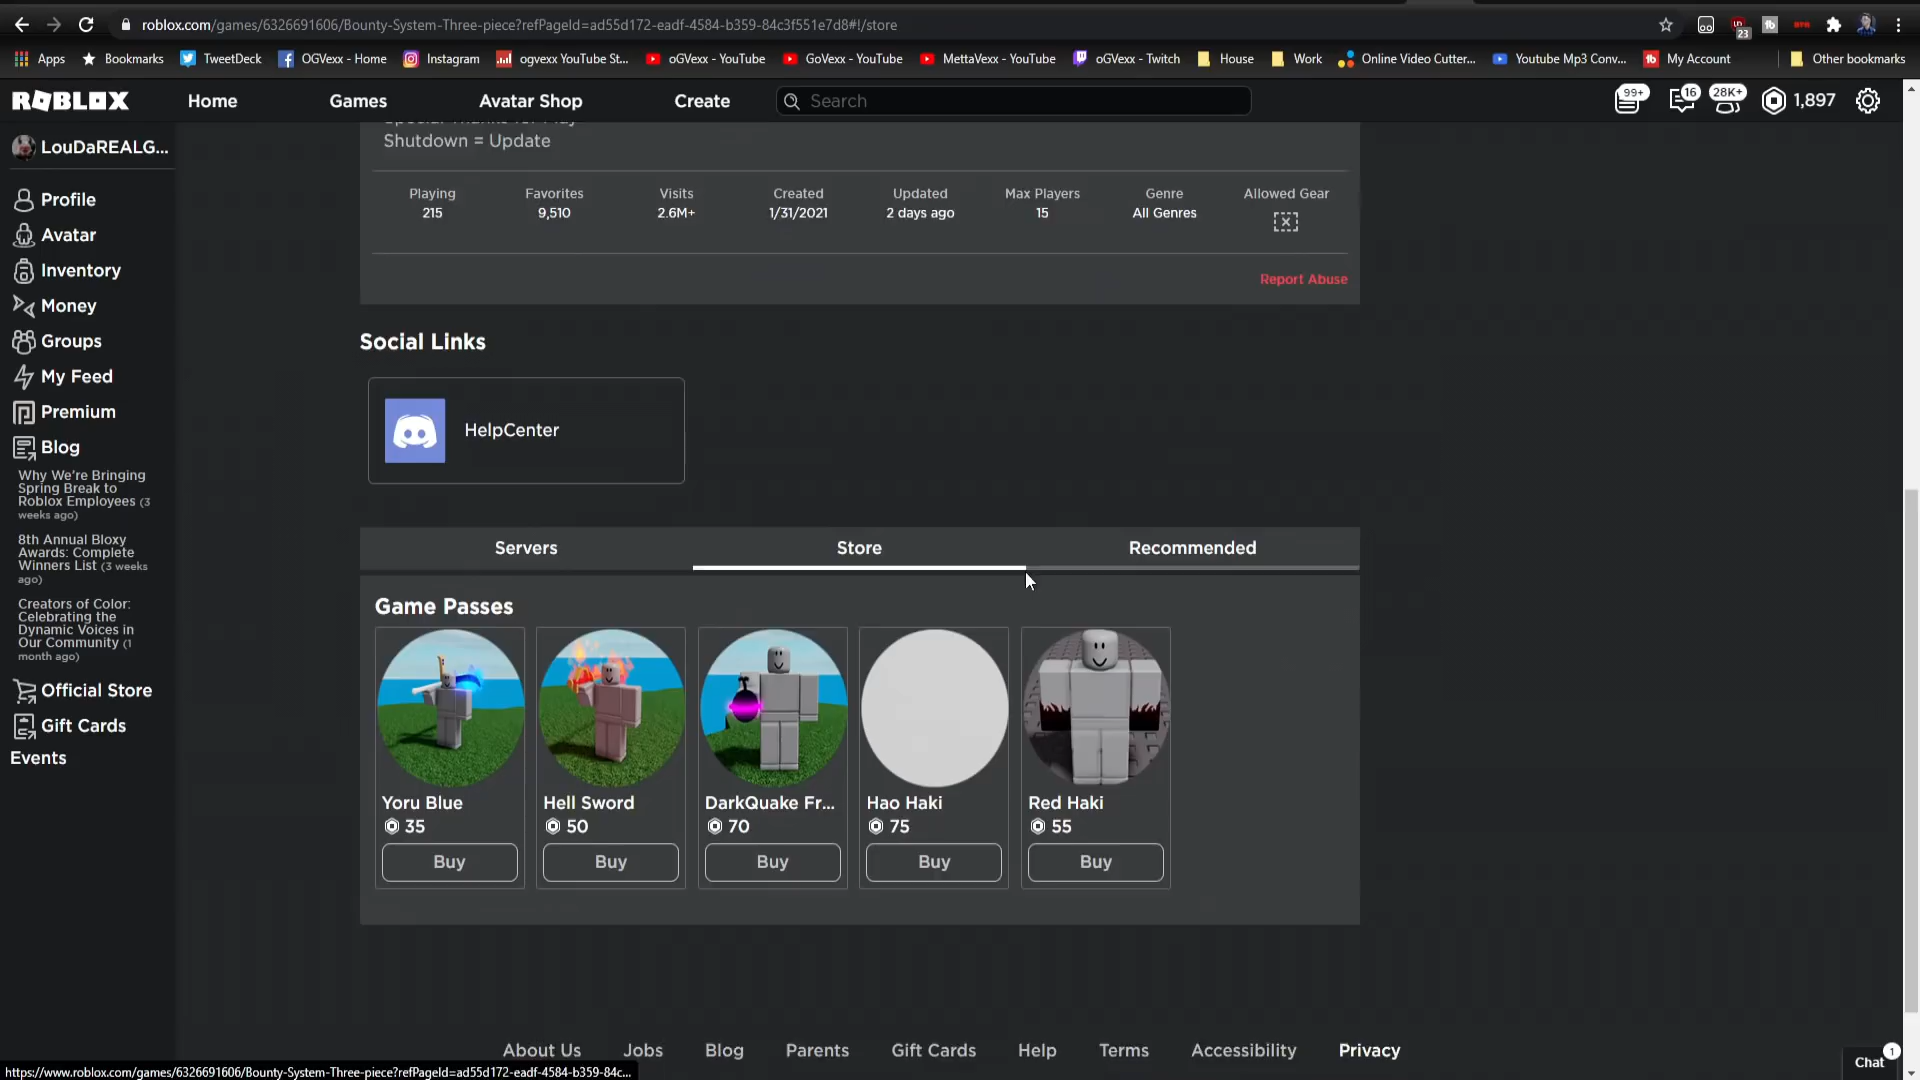 roblox.com/games/6326691606/Bounty-System-Three-piece?refPageId=ad55d172-eadf-4584-b359-84c3f551e7d8#!/store
23
Apps
Bookmarks
TweetDeck
OGVexx - Home
Instagram
ogvexx YouTube St...
oGVexx - YouTube
GoVexx - YouTube
MettaVexx - YouTube
oGVexx - Twitch
House
Work
Online Video Cutter...
Youtube Mp3 Conv...
My Account
Other bookmarks
ROBLOX
Home
Games
Avatar Shop
Create
Search
99+
16
28K+
1,897
LouDaREALG...
Profile
Avatar
Inventory
Money
Groups
My Feed
Premium
Blog
Why We're Bringing
Spring Break to
Roblox Employees (3
weeks ago)
8th Annual Bloxy
Awards: Complete
Winners List (3 weeks
ago)
Creators of Color:
Celebrating the
Dynamic Voices in
Our Community (1
month ago)
Official Store
Gift Cards
Events
Shutdown = Update
Playing
215
Favorites
9,510
Visits
2.6M+
Created
1/31/2021
Updated
2 days ago
Max Players
15
Genre
All Genres
Allowed Gear
Report Abuse
Social Links
HelpCenter
Servers
Store
Recommended
Game Passes
Yoru Blue
35
Buy
Hell Sword
50
Buy
DarkQuake Fr...
70
Buy
Hao Haki
75
Buy
Red Haki
55
Buy
About Us
Jobs
Blog
Parents
Gift Cards
Help
Terms
Accessibility
Privacy
Chat
1
https://www.roblox.com/games/6326691606/Bounty-System-Three-piece?refPageId=ad55d172-eadf-4584-b359-84c...